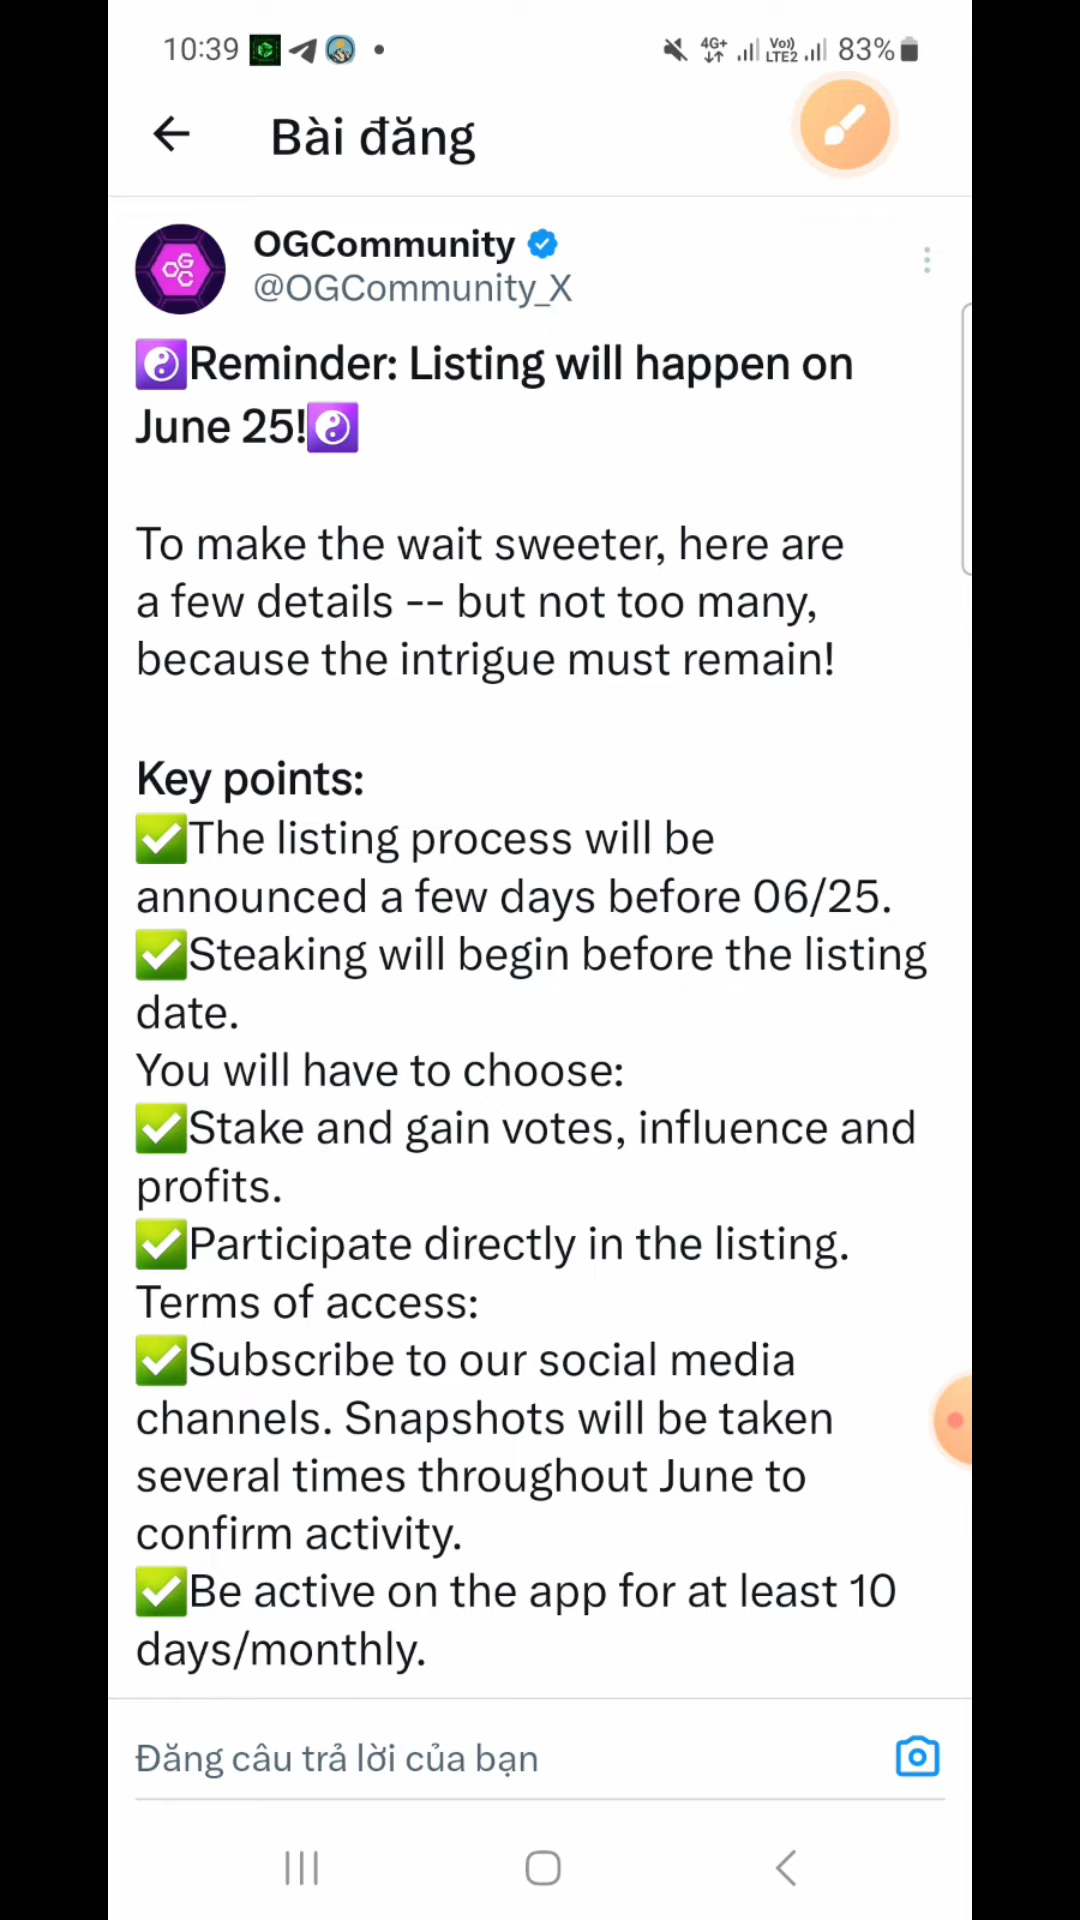 10:39
4G+
Vo))
LTE2
83%
Bài đăng
OGCommunity
@OGCommunity_X
OGC
☯️Reminder: Listing will happen on
June 25!☯️
To make the wait sweeter, here are
a few details -- but not too many,
because the intrigue must remain!
Key points:
✅The listing process will be
announced a few days before 06/25.
✅Steaking will begin before the listing
date.
You will have to choose:
✅Stake and gain votes, influence and
profits.
✅Participate directly in the listing.
Terms of access:
✅Subscribe to our social media
channels. Snapshots will be taken
several times throughout June to
confirm activity.
✅Be active on the app for at least 10
days/monthly.
Đăng câu trả lời của bạn